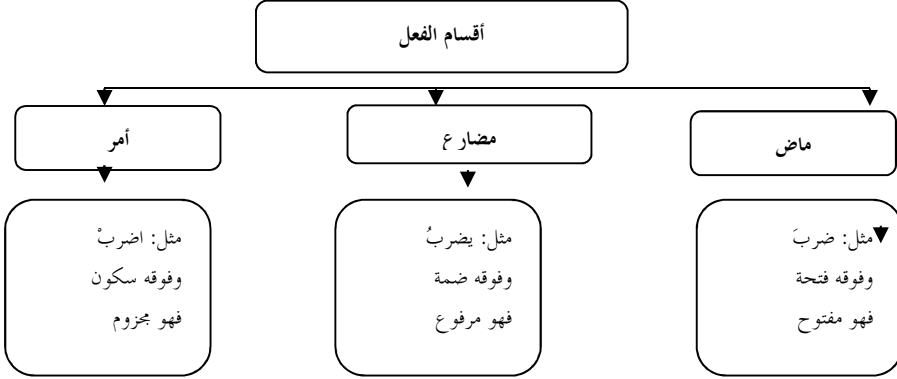 أقسام الفعل
ماض
مضارع
أمر
مثل: ضربَ
وفوقه فتحة
فهو مفتوح
مثل: يضربُ
وفوقه ضمة
فهو مرفوع
مثل: اضربْ
وفوقه سكون
فهو مجزوم